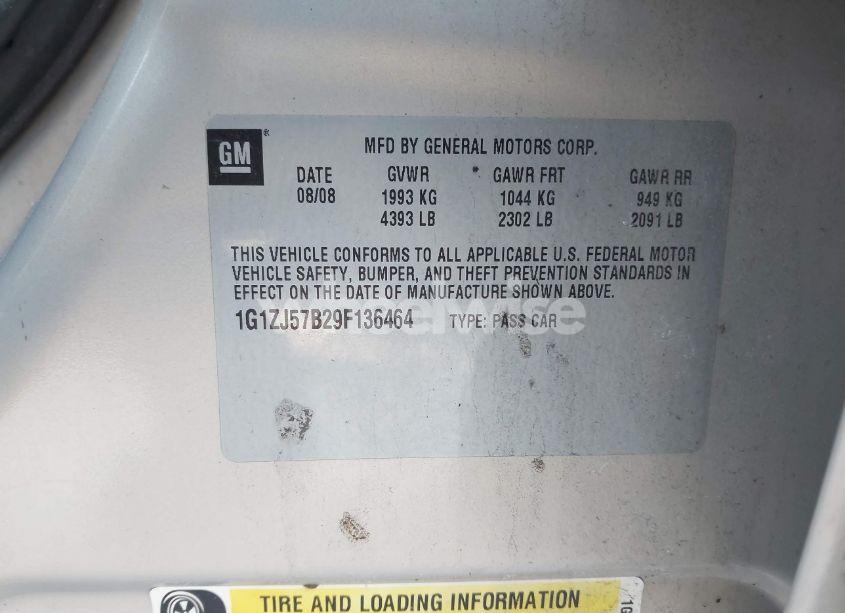 GM
MFD BY GENERAL MOTORS CORP.
DATE GVWR GAWR FRT GAWR RR
08/08 1993 KG 1044 KG 949 KG
4393 LB 2302 LB 2091 LB
THIS VEHICLE CONFORMS TO ALL APPLICABLE U.S. FEDERAL MOTOR
VEHICLE SAFETY, BUMPER, AND THEFT PREVENTION STANDARDS IN
EFFECT ON THE DATE OF MANUFACTURE SHOWN ABOVE.
1G1ZJ57B29F136464 TYPE: PASS CAR
TIRE AND LOADING INFORMATION
1G